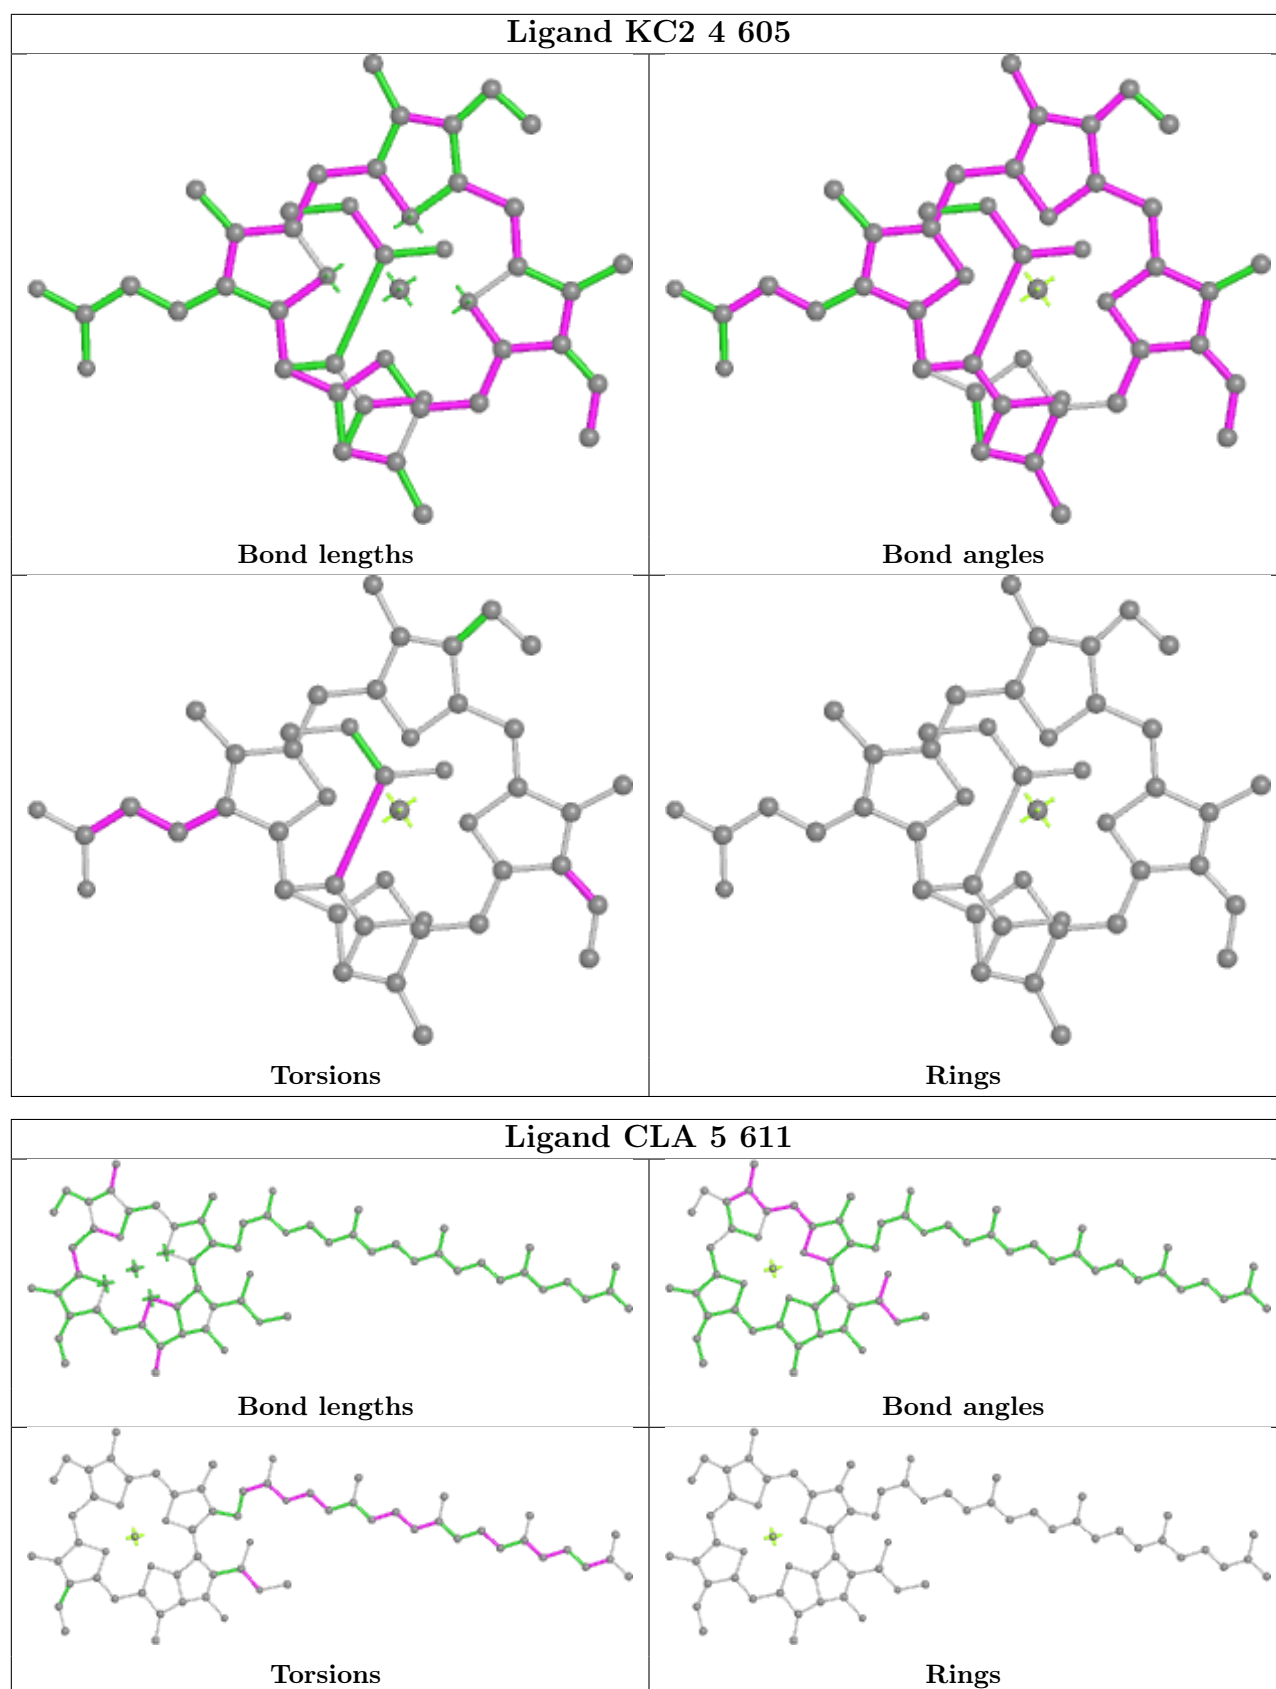 Ligand KC2 4 605
Bond lengths
Bond angles
Torsions
Rings
Ligand CLA 5 611
Bond lengths
Bond angles
Torsions
Rings